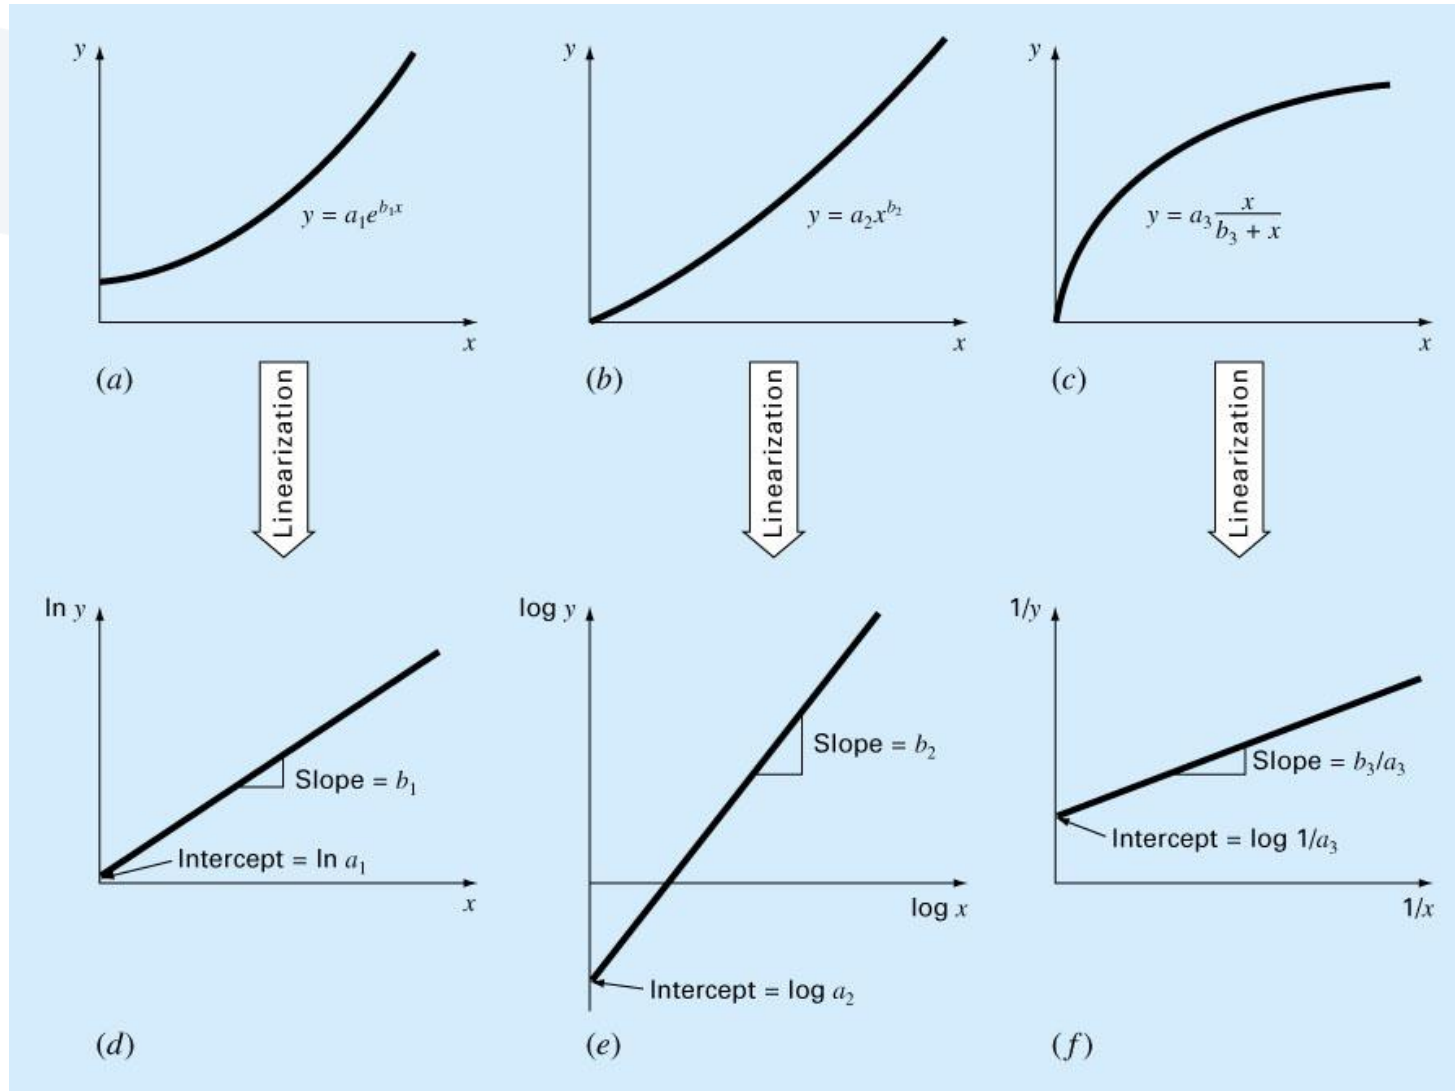 y
y = a₁e^{b₁x}
x
(a)
Linearization
y
y = a₂x^{b₂}
x
(b)
Linearization
y
y = a₃ x / (b₃ + x)
x
(c)
Linearization
ln y
Slope = b₁
Intercept = ln a₁
x
(d)
log y
Slope = b₂
log x
Intercept = log a₂
(e)
1/y
Slope = b₃/a₃
Intercept = log 1/a₃
1/x
(f)